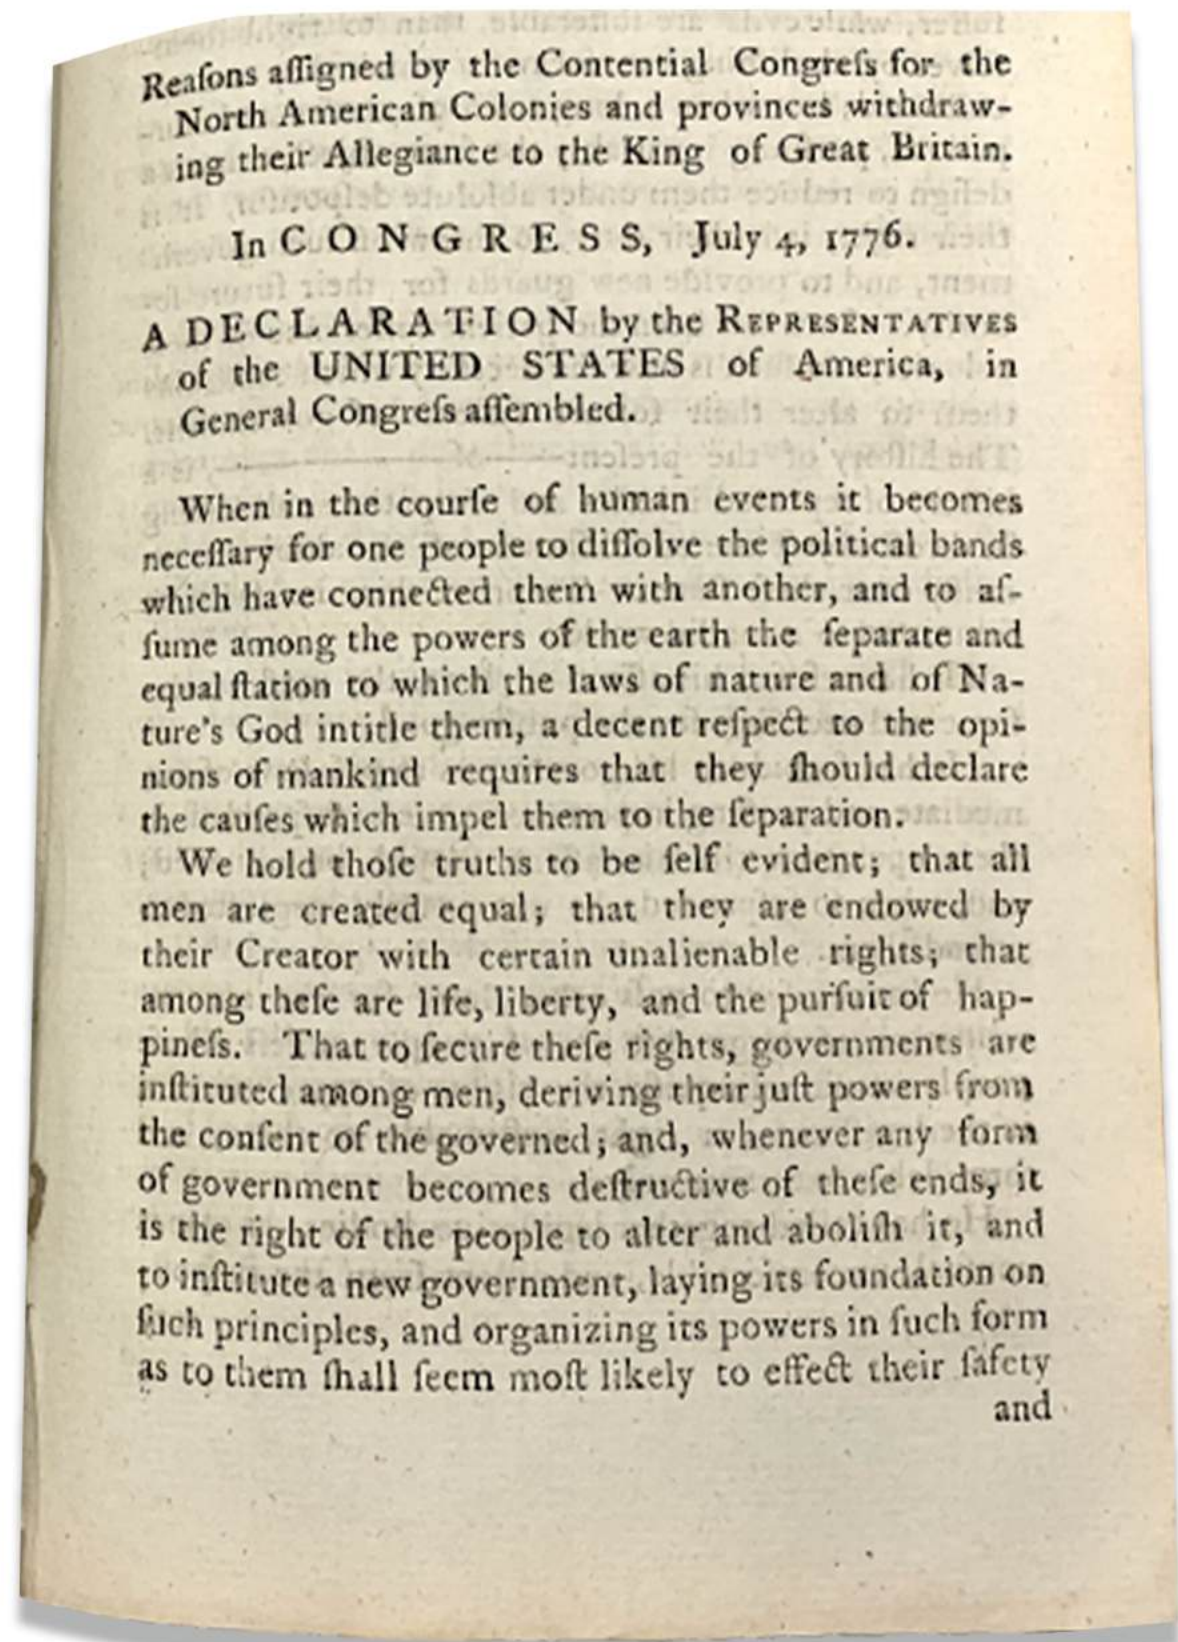 Reaſons aſſigned by the Contential Congreſs for the
North American Colonies and provinces withdraw-
ing their Allegiance to the King of Great Britain.
In CONGRESS, July 4, 1776.
A DECLARATION by the REPRESENTATIVES
of the UNITED STATES of America, in
General Congreſs aſſembled.
When in the courſe of human events it becomes
neceſſary for one people to diſſolve the political bands
which have connected them with another, and to aſ-
ſume among the powers of the earth the ſeparate and
equal ſtation to which the laws of nature and of Na-
ture's God intitle them, a decent reſpect to the opi-
nions of mankind requires that they ſhould declare
the cauſes which impel them to the ſeparation.
We hold thoſe truths to be ſelf evident; that all
men are created equal; that they are endowed by
their Creator with certain unalienable rights; that
among theſe are life, liberty, and the purſuit of hap-
pineſs. That to ſecure theſe rights, governments are
inſtituted among men, deriving their juſt powers from
the conſent of the governed; and, whenever any form
of government becomes deſtructive of theſe ends, it
is the right of the people to alter and aboliſh it, and
to inſtitute a new government, laying its foundation on
ſuch principles, and organizing its powers in ſuch form
as to them ſhall ſeem moſt likely to effect their ſafety
and